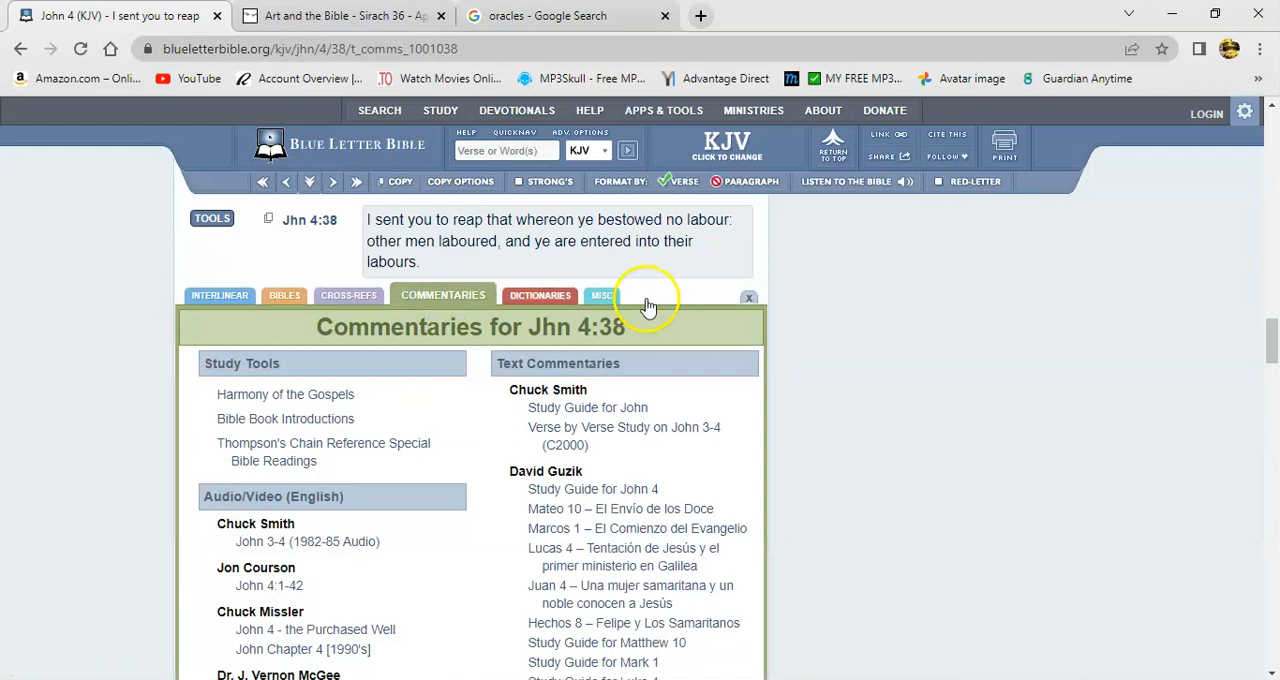 John 4 (KJV) - I sent you to reap
Art and the Bible - Sirach 36 - Ap
oracles - Google Search
blueletterbible.org/kjv/jhn/4/38/t_comms_1001038
Amazon.com – Onli...
YouTube
Account Overview |...
Watch Movies Onli...
MP3Skull - Free MP...
Advantage Direct
MY FREE MP3...
Avatar image
Guardian Anytime
SEARCH STUDY DEVOTIONALS HELP APPS & TOOLS MINISTRIES ABOUT DONATE LOGIN
BLUE LETTER BIBLE
HELP QUICKNAV ADV. OPTIONS
Verse or Word(s) KJV
KJV
CLICK TO CHANGE
RETURN
TO TOP
LINK
SHARE
CITE THIS
FOLLOW
PRINT
COPY COPY OPTIONS STRONG'S FORMAT BY: VERSE PARAGRAPH LISTEN TO THE BIBLE RED-LETTER
TOOLS
Jhn 4:38
I sent you to reap that whereon ye bestowed no labour:
other men laboured, and ye are entered into their
labours.
INTERLINEAR BIBLES CROSS-REFS COMMENTARIES DICTIONARIES MISC x
Commentaries for Jhn 4:38
Study Tools
Harmony of the Gospels
Bible Book Introductions
Thompson's Chain Reference Special
Bible Readings
Audio/Video (English)
Chuck Smith
John 3-4 (1982-85 Audio)
Jon Courson
John 4:1-42
Chuck Missler
John 4 - the Purchased Well
John Chapter 4 [1990's]
Dr. J. Vernon McGee
Text Commentaries
Chuck Smith
Study Guide for John
Verse by Verse Study on John 3-4
(C2000)
David Guzik
Study Guide for John 4
Mateo 10 – El Envío de los Doce
Marcos 1 – El Comienzo del Evangelio
Lucas 4 – Tentación de Jesús y el
primer ministerio en Galilea
Juan 4 – Una mujer samaritana y un
noble conocen a Jesús
Hechos 8 – Felipe y Los Samaritanos
Study Guide for Matthew 10
Study Guide for Mark 1
Study Guide for Luke 4